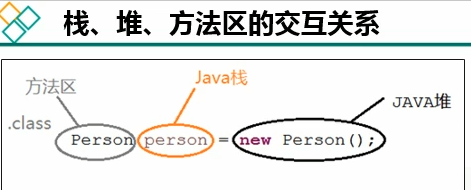 栈、堆、方法区的交互关系
方法区
Java栈
JAVA堆
.class
Person person = new Person();